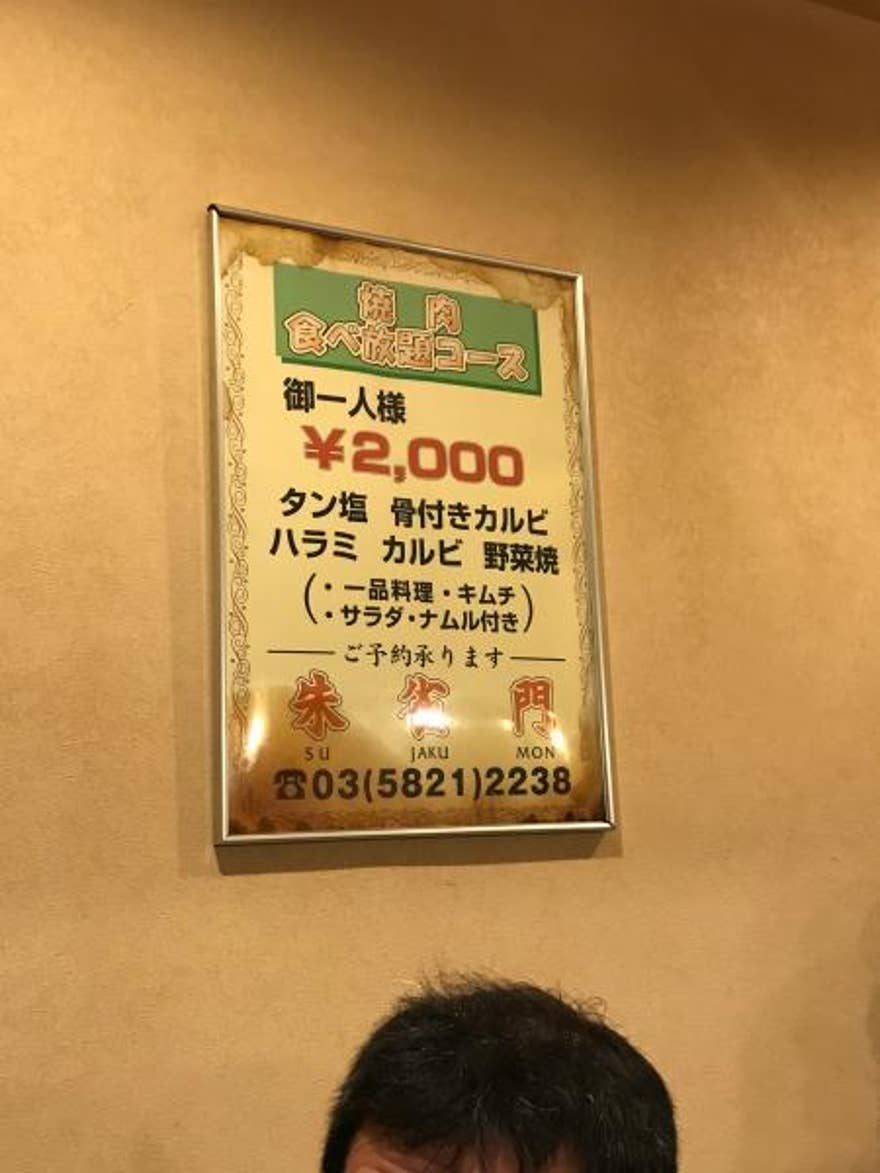 焼肉
食べ放題コース
御一人様
¥2,000
タン塩 骨付きカルビ
ハラミ カルビ 野菜焼
(・一品料理・キムチ
・サラダ・ナムル付き)
ご予約承ります
朱雀門
SU JAKU MON
☎03(5821)2238